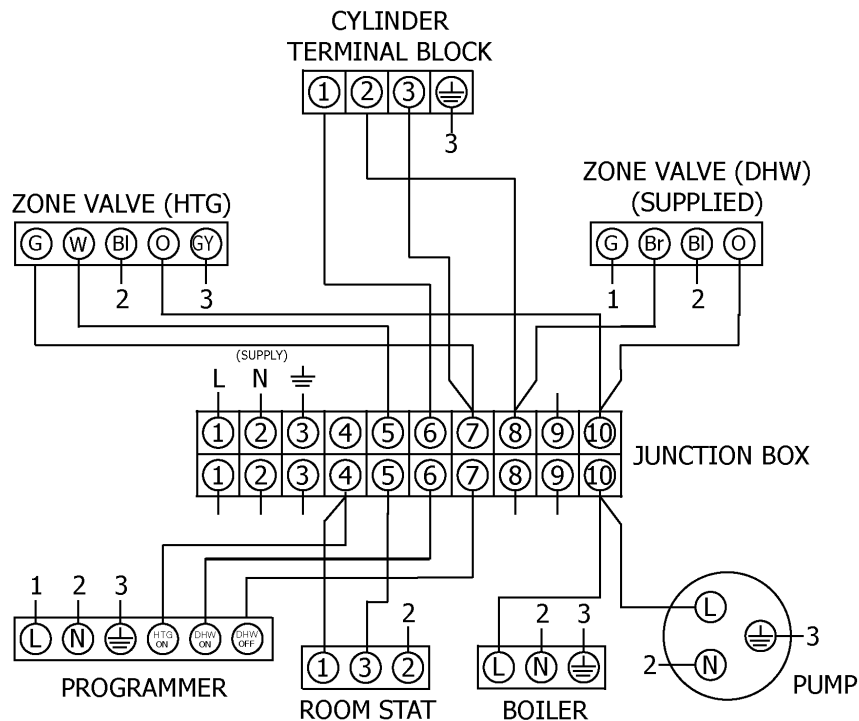 CYLINDER
TERMINAL BLOCK
1 2 3
3
ZONE VALVE (DHW)
(SUPPLIED)
ZONE VALVE (HTG)
G W Bl O GY
G Br Bl O
2 3
1 2
(SUPPLY)
L N
1 2 3 4 5 6 7 8 9 10
JUNCTION BOX
1 2 3 4 5 6 7 8 9 10
1 2 3
L N HTG ON DHW ON DHW OFF
PROGRAMMER
2
1 3 2
ROOM STAT
2 3
L N
BOILER
L
3
2 N
PUMP